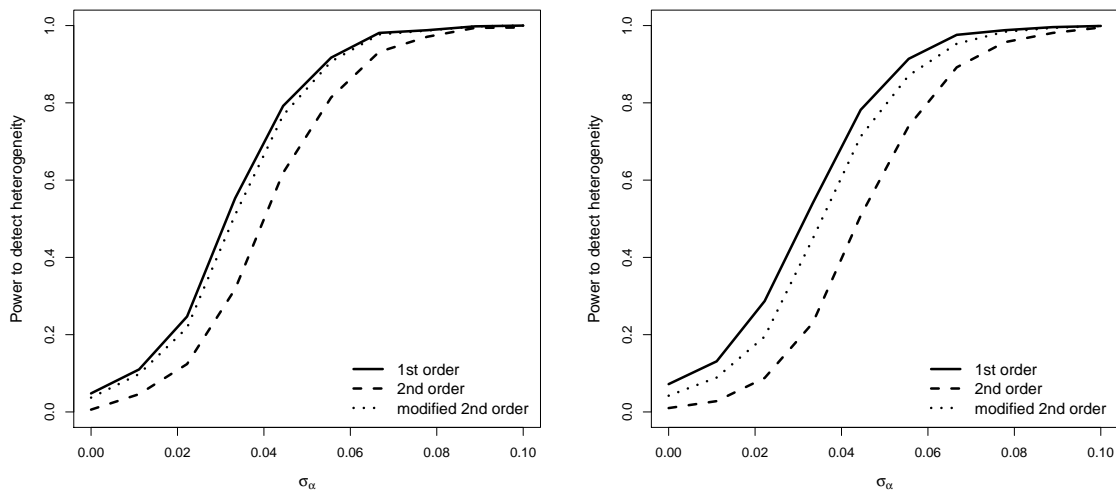 1.0
0.8
0.6
0.4
0.2
0.0
Power to detect heterogeneity
1st order
2nd order
modified 2nd order
0.00 0.02 0.04 0.06 0.08 0.10
σα
1.0
0.8
0.6
0.4
0.2
0.0
Power to detect heterogeneity
1st order
2nd order
modified 2nd order
0.00 0.02 0.04 0.06 0.08 0.10
σα